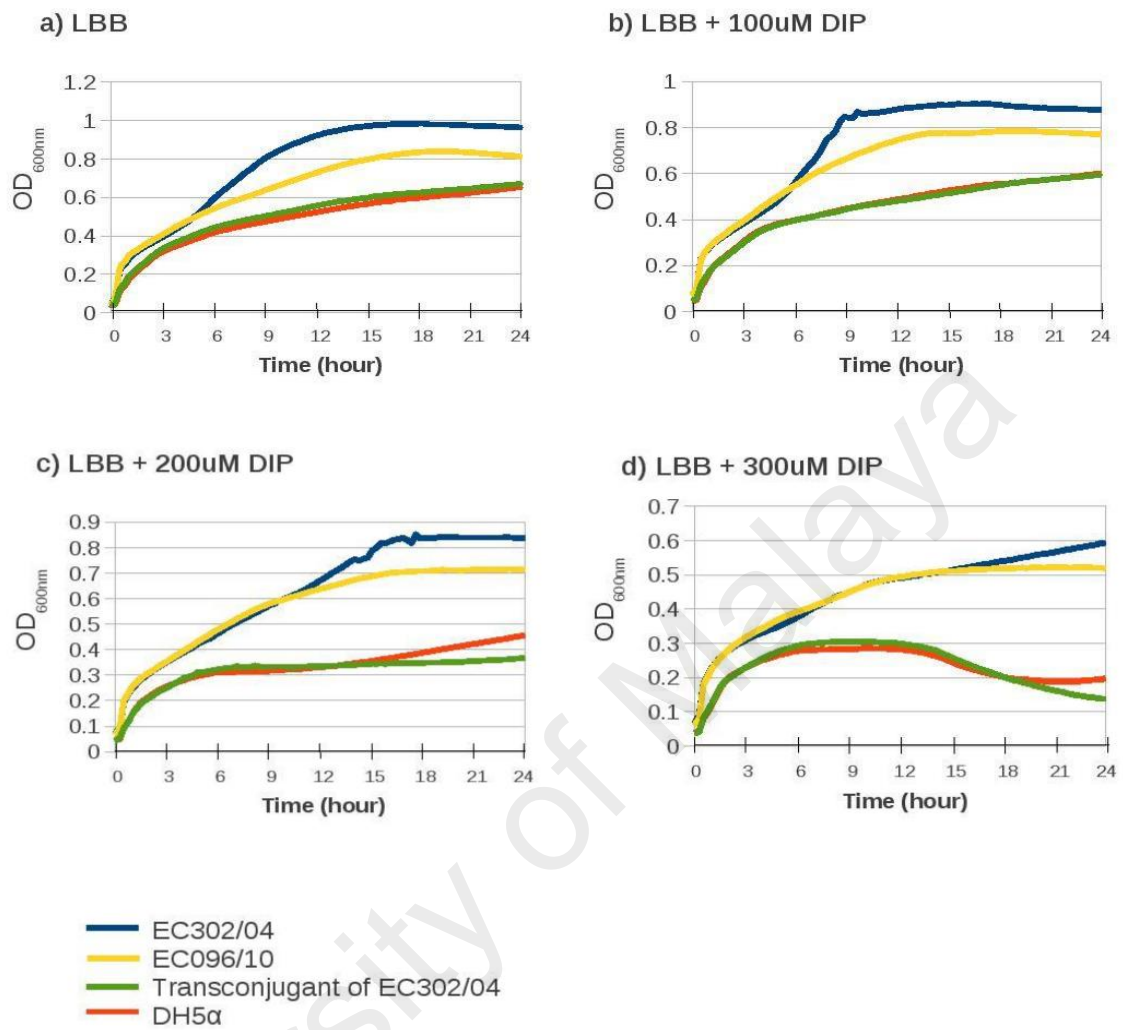 a) LBB
OD600nm
1.2
1
0.8
0.6
0.4
0.2
0
0 3 6 9 12 15 18 21 24
Time (hour)
b) LBB + 100uM DIP
OD600nm
1
0.8
0.6
0.4
0.2
0
0 3 6 9 12 15 18 21 24
Time (hour)
c) LBB + 200uM DIP
OD600nm
0.9
0.8
0.7
0.6
0.5
0.4
0.3
0.2
0.1
0
0 3 6 9 12 15 18 21 24
Time (hour)
d) LBB + 300uM DIP
OD600nm
0.7
0.6
0.5
0.4
0.3
0.2
0.1
0
0 3 6 9 12 15 18 21 24
Time (hour)
EC302/04
EC096/10
Transconjugant of EC302/04
DH5α
ersity of Malaya